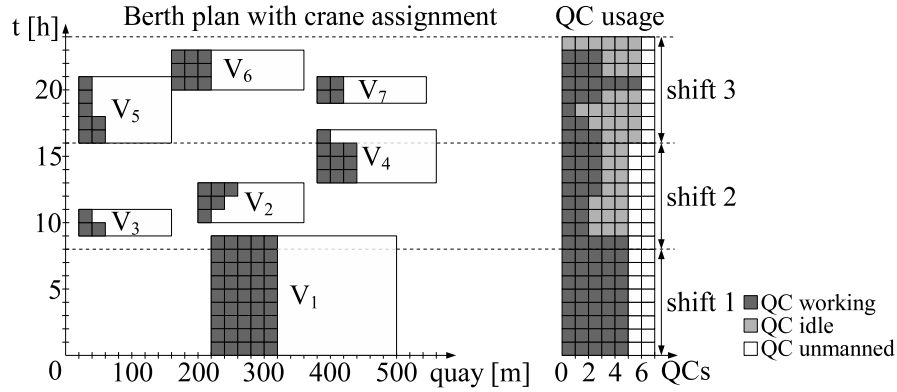 Berth plan with crane assignment QC usage
t [h]
20
15
10
5
0
V6
V5
V7
V4
V3
V2
V1
shift 3
shift 2
shift 1
QC working
QC idle
QC unmanned
100 200 300 400 500 quay [m]
0 2 4 6 QCs